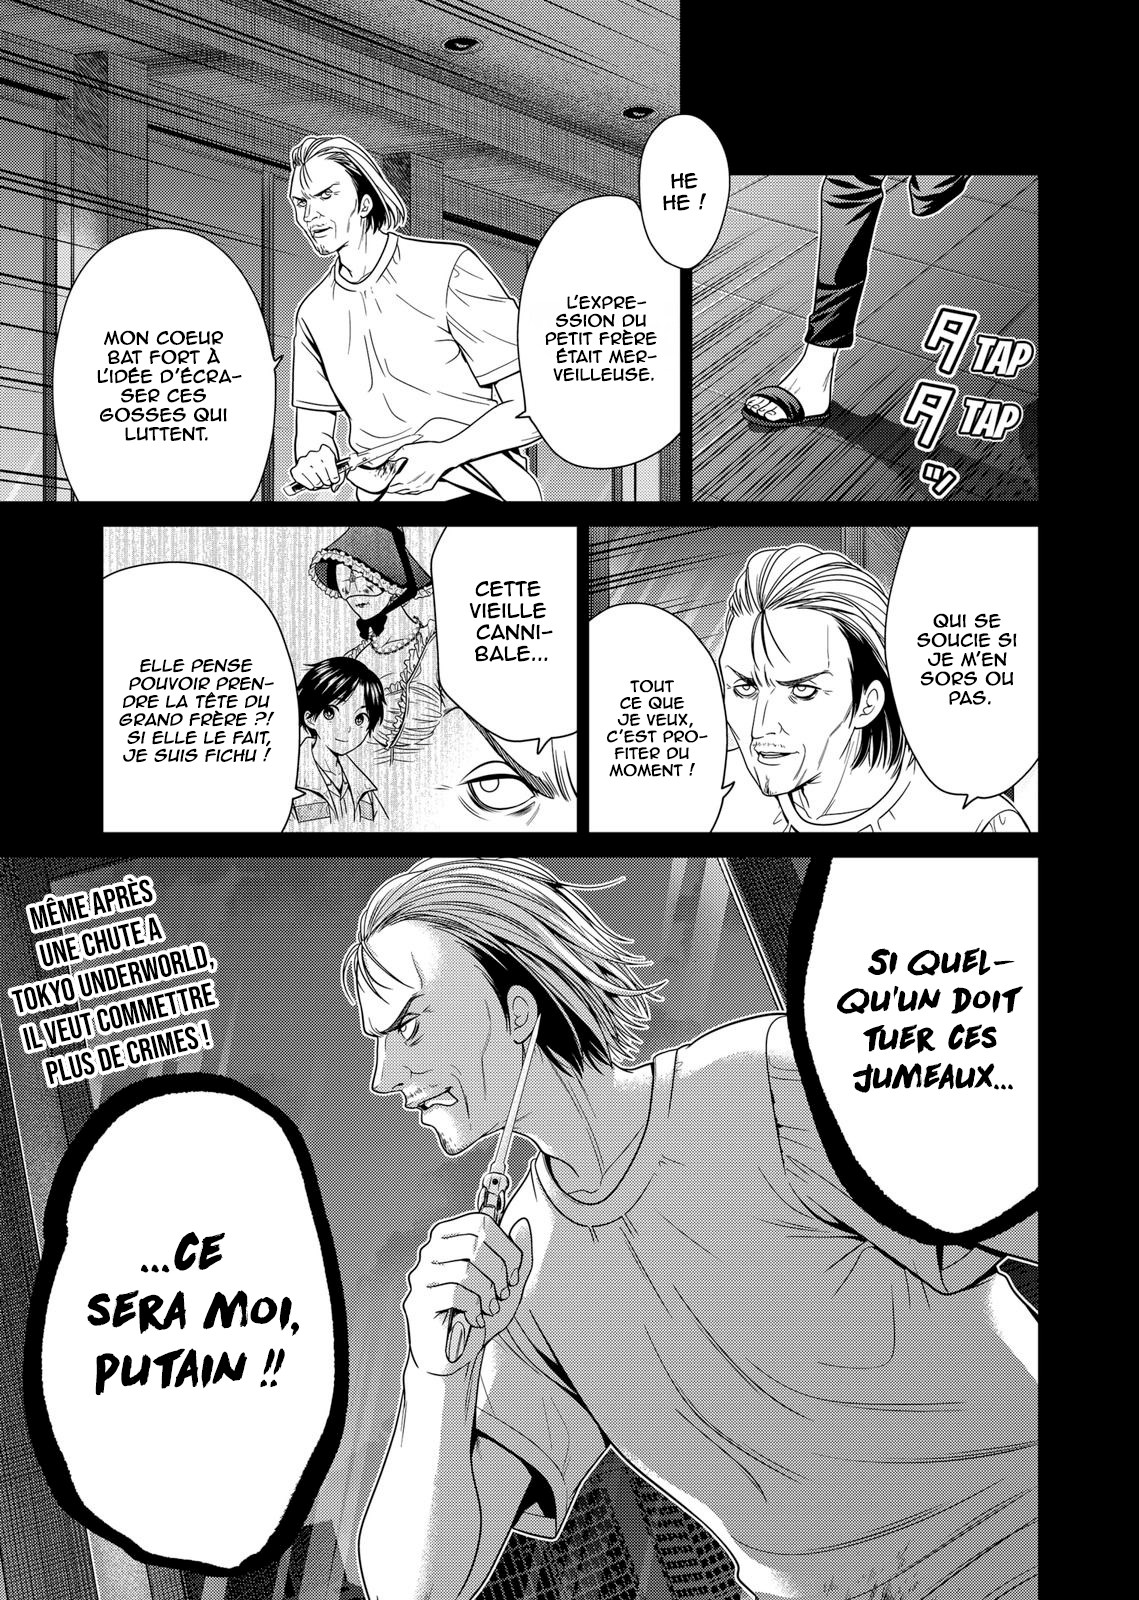 HE
HE !
タ TAP
タ TAP
ッ
L'EXPRE-
SSION DU
PETIT FRÈRE
ÉTAIT MER-
VEILLEUSE.
MON COEUR
BAT FORT À
L'IDÉE D'ÉCRA-
SER CES
GOSSES QUI
LUTTENT.
QUI SE
SOUCIE SI
JE M'EN
SORS OU
PAS.
TOUT
CE QUE
JE VEUX,
C'EST PRO-
FITER DU
MOMENT !
CETTE
VIEILLE
CANNI-
BALE...
ELLE PENSE
POUVOIR PREN-
DRE LA TÊTE DU
GRAND FRÈRE ?!
SI ELLE LE FAIT,
JE SUIS FICHU !
SI QUEL-
QU'UN DOIT
TUER CES
JUMEAUX...
MÊME APRÈS
UNE CHUTE A
TOKYO UNDERWORLD,
IL VEUT COMMETTRE
PLUS DE CRIMES !
...CE
SERA MOI,
PUTAIN !!